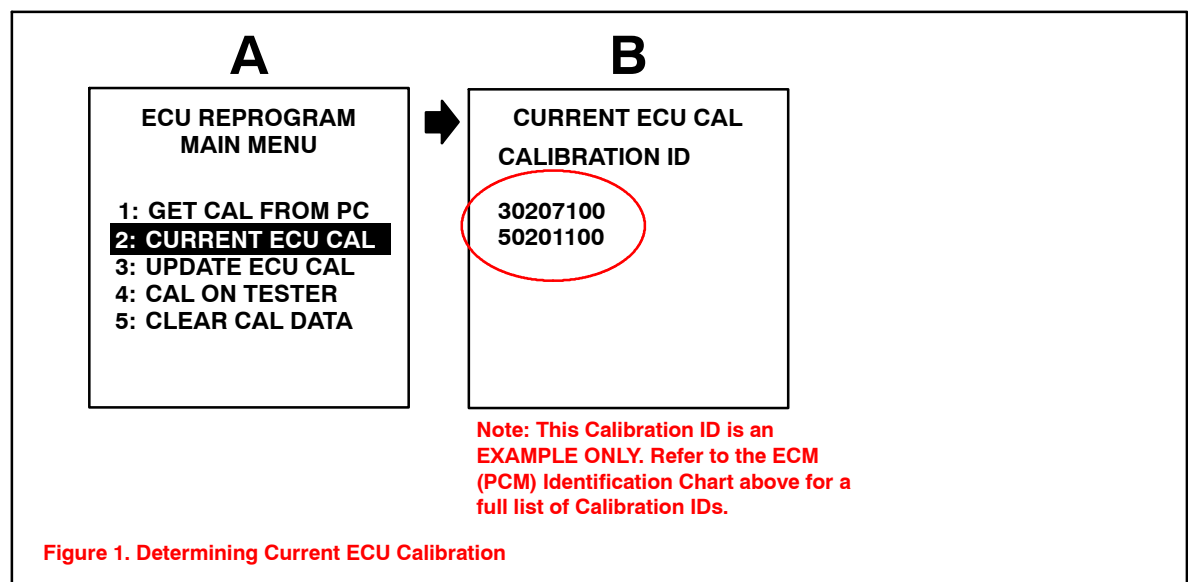 A
ECU REPROGRAM
MAIN MENU
1: GET CAL FROM PC
2: CURRENT ECU CAL
3: UPDATE ECU CAL
4: CAL ON TESTER
5: CLEAR CAL DATA
B
CURRENT ECU CAL
CALIBRATION ID
30207100
50201100
Note: This Calibration ID is an
EXAMPLE ONLY. Refer to the ECM
(PCM) Identification Chart above for a
full list of Calibration IDs.
Figure 1. Determining Current ECU Calibration